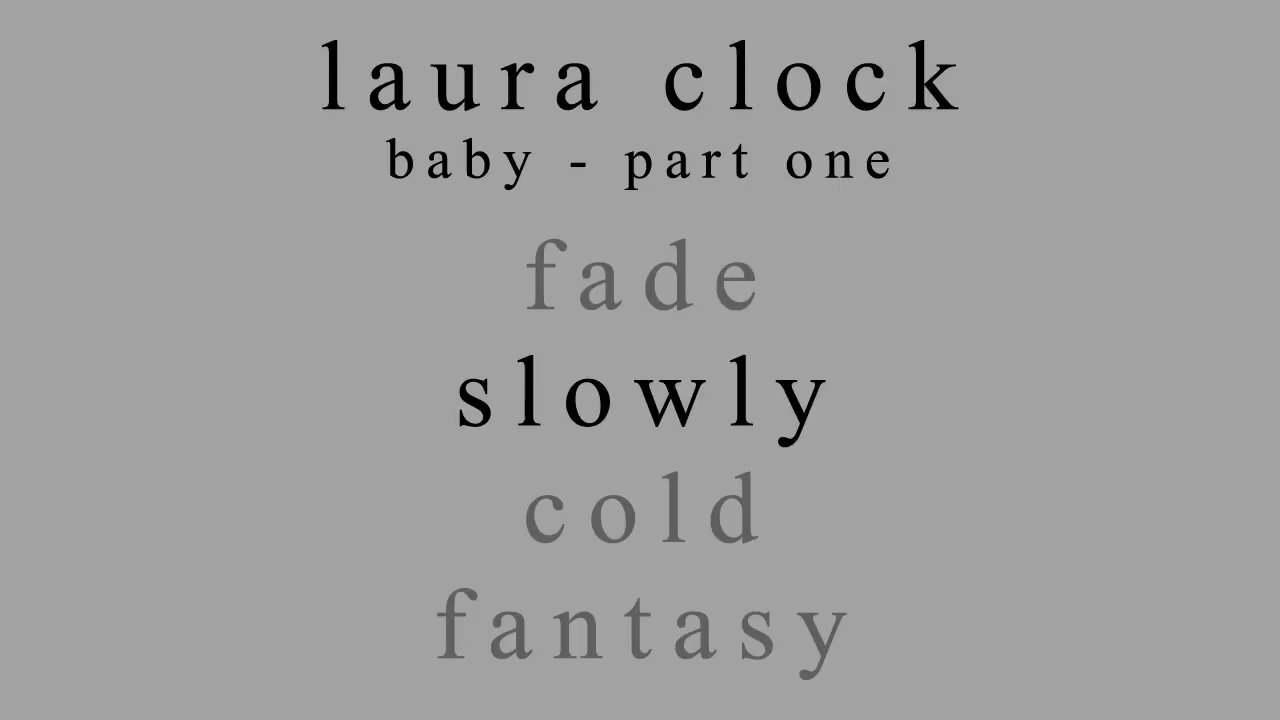 laura clock
baby - part one
fade
slowly
cold
fantasy